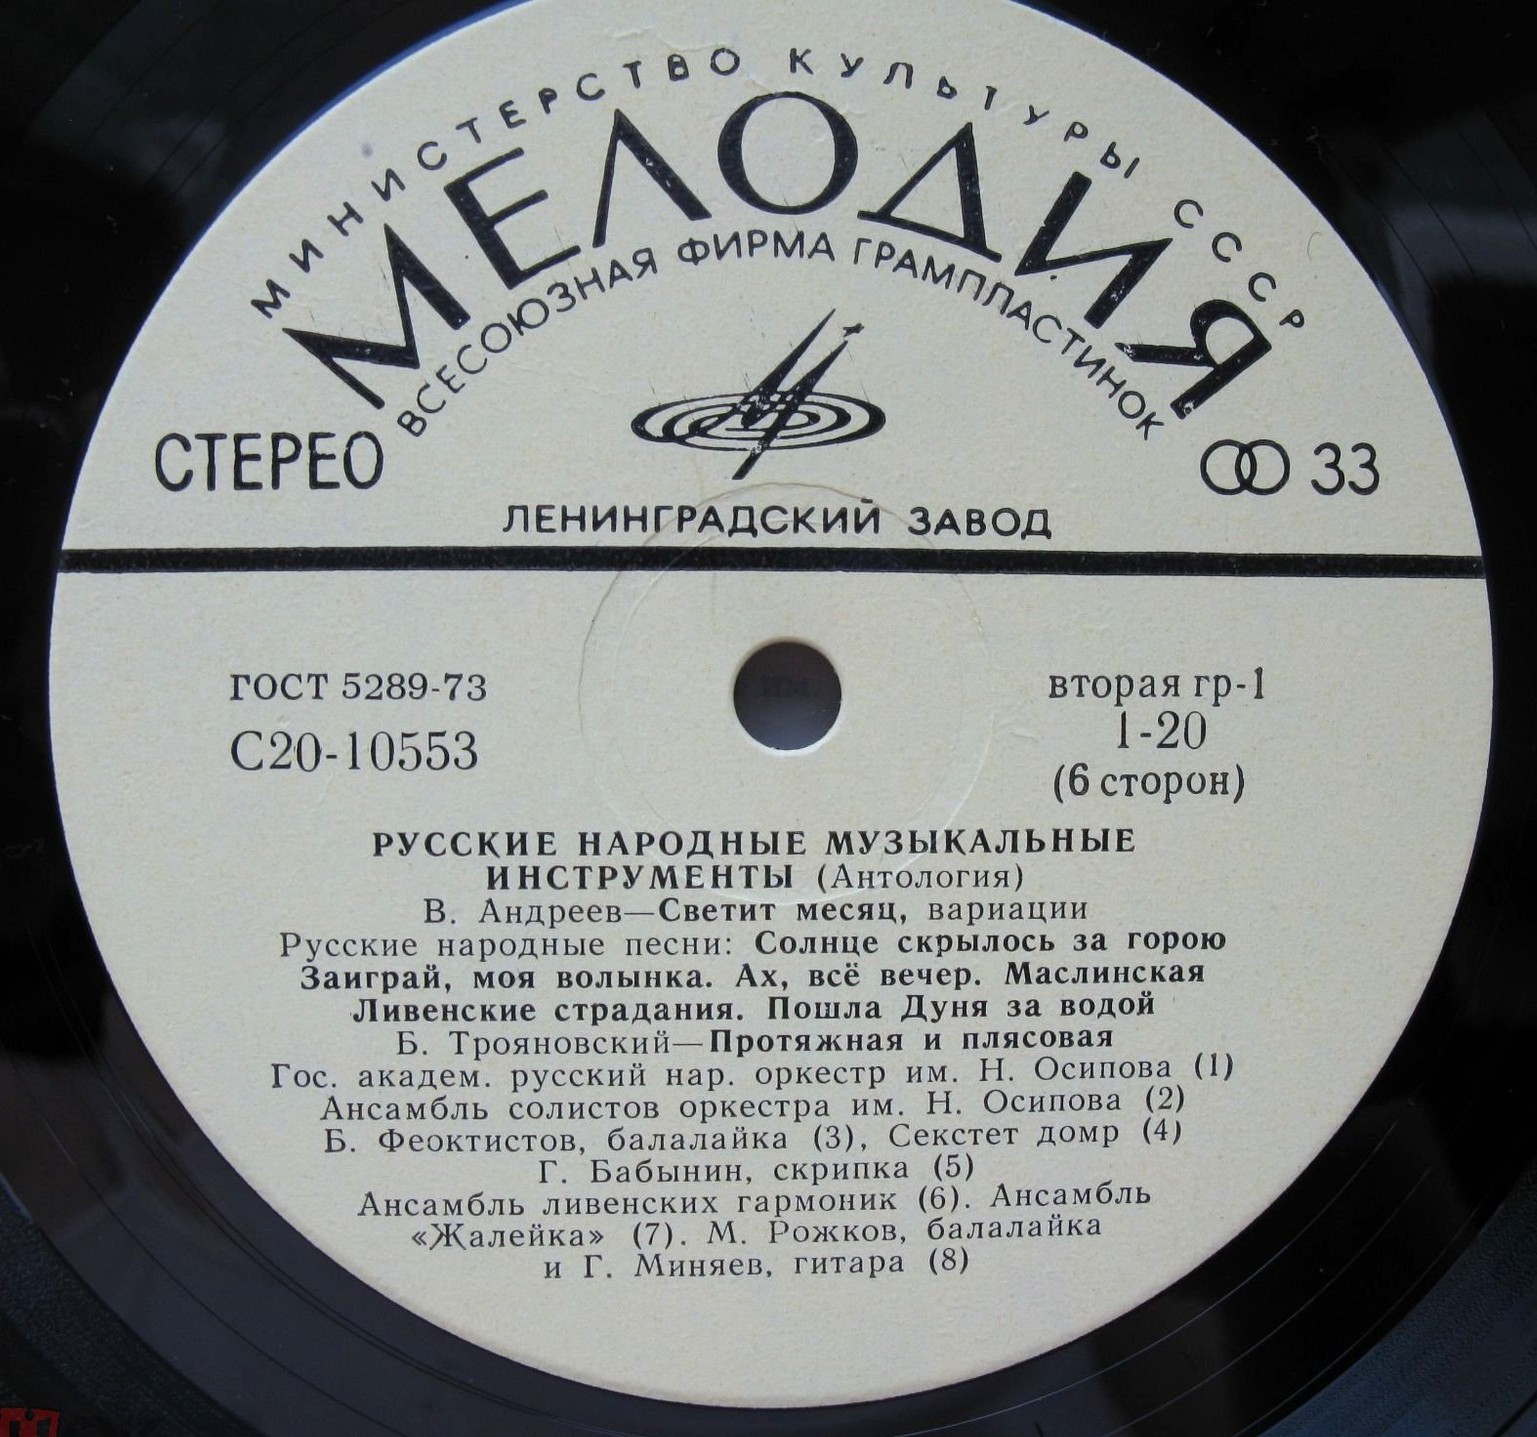 МИНИСТЕРСТВО КУЛЬТУРЫ СССР
МЕЛОДИЯ
ВСЕСОЮЗНАЯ ФИРМА ГРАМПЛАСТИНОК
СТЕРЕО
33
ЛЕНИНГРАДСКИЙ ЗАВОД
ГОСТ 5289-73
вторая гр-1
С20-10553
1-20
(6 сторон)
РУССКИЕ НАРОДНЫЕ МУЗЫКАЛЬНЫЕ
ИНСТРУМЕНТЫ (Антология)
В. Андреев—Светит месяц, вариации
Русские народные песни: Солнце скрылось за горою
Заиграй, моя волынка. Ах, всё вечер. Маслинская
Ливенские страдания. Пошла Дуня за водой
Б. Трояновский—Протяжная и плясовая
Гос. академ. русский нар. оркестр им. Н. Осипова (1)
Ансамбль солистов оркестра им. Н. Осипова (2)
Б. Феоктистов, балалайка (3), Секстет домр (4)
Г. Бабынин, скрипка (5)
Ансамбль ливенских гармоник (6). Ансамбль
«Жалейка» (7). М. Рожков, балалайка
и Г. Миняев, гитара (8)